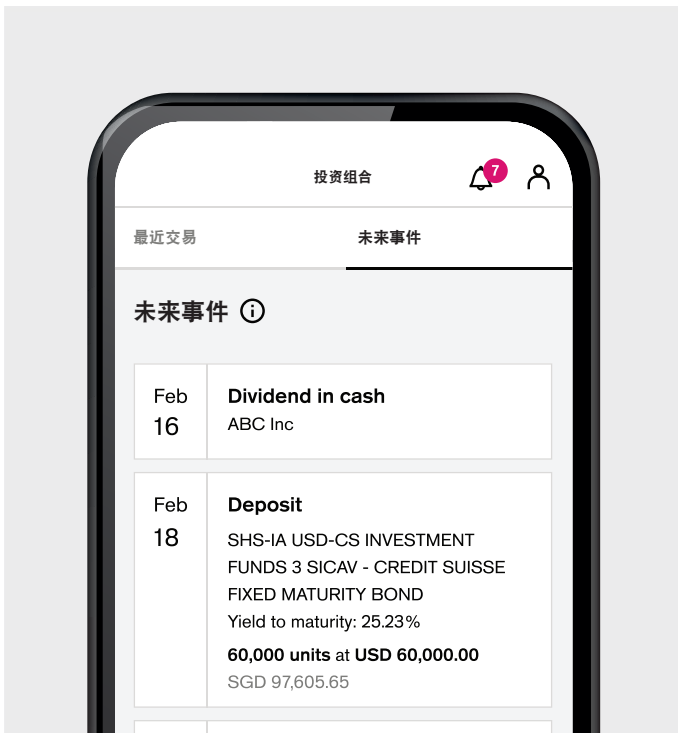 投资组合
7
最近交易
未来事件
未来事件
Feb
16
Dividend in cash
ABC Inc
Feb
18
Deposit
SHS-IA USD-CS INVESTMENT
FUNDS 3 SICAV - CREDIT SUISSE
FIXED MATURITY BOND
Yield to maturity: 25.23%
60,000 units at USD 60,000.00
SGD 97,605.65